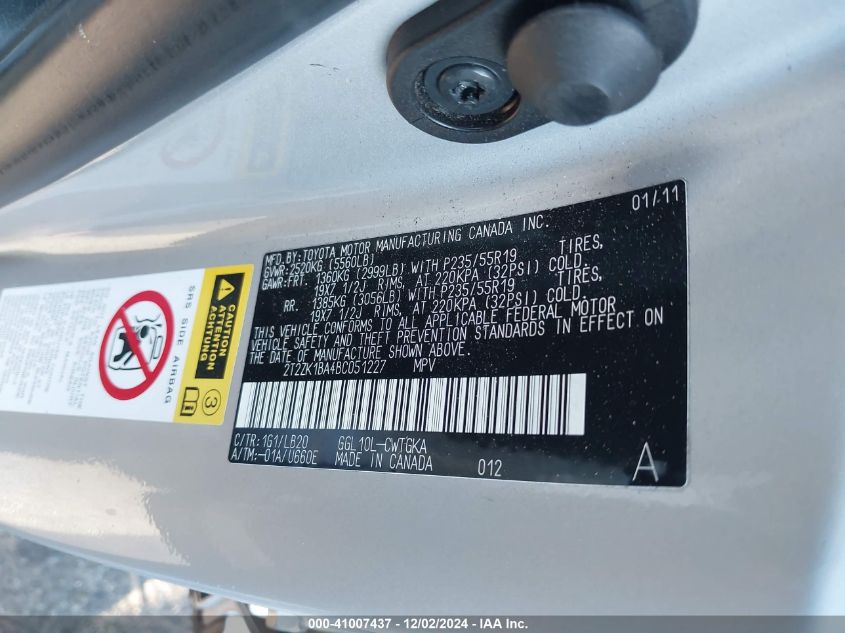 01/11
MFD.BY:TOYOTA MOTOR MANUFACTURING CANADA INC.
GVWR:2520KG (5560LB)
GAWR:FRT. 1360KG (2999LB) WITH P235/55R19 TIRES,
19X7 1/2J RIMS, AT 220KPA (32PSI) COLD.
RR. 1385KG (3056LB) WITH P235/55R19 TIRES,
19X7 1/2J RIMS, AT 220KPA (32PSI) COLD.
THIS VEHICLE CONFORMS TO ALL APPLICABLE FEDERAL MOTOR
VEHICLE SAFETY AND THEFT PREVENTION STANDARDS IN EFFECT ON
THE DATE OF MANUFACTURE SHOWN ABOVE.
2T2ZK1BA4BC051227 MPV
C/TR:1G1/LB20 GGL10L-CWTGKA
A/TM:-01A/U660E MADE IN CANADA 012 A
SRS SIDE AIRBAG
CAUTION
ATTENTION
ACHTUNG
3
000-41007437 - 12/02/2024 - IAA Inc.